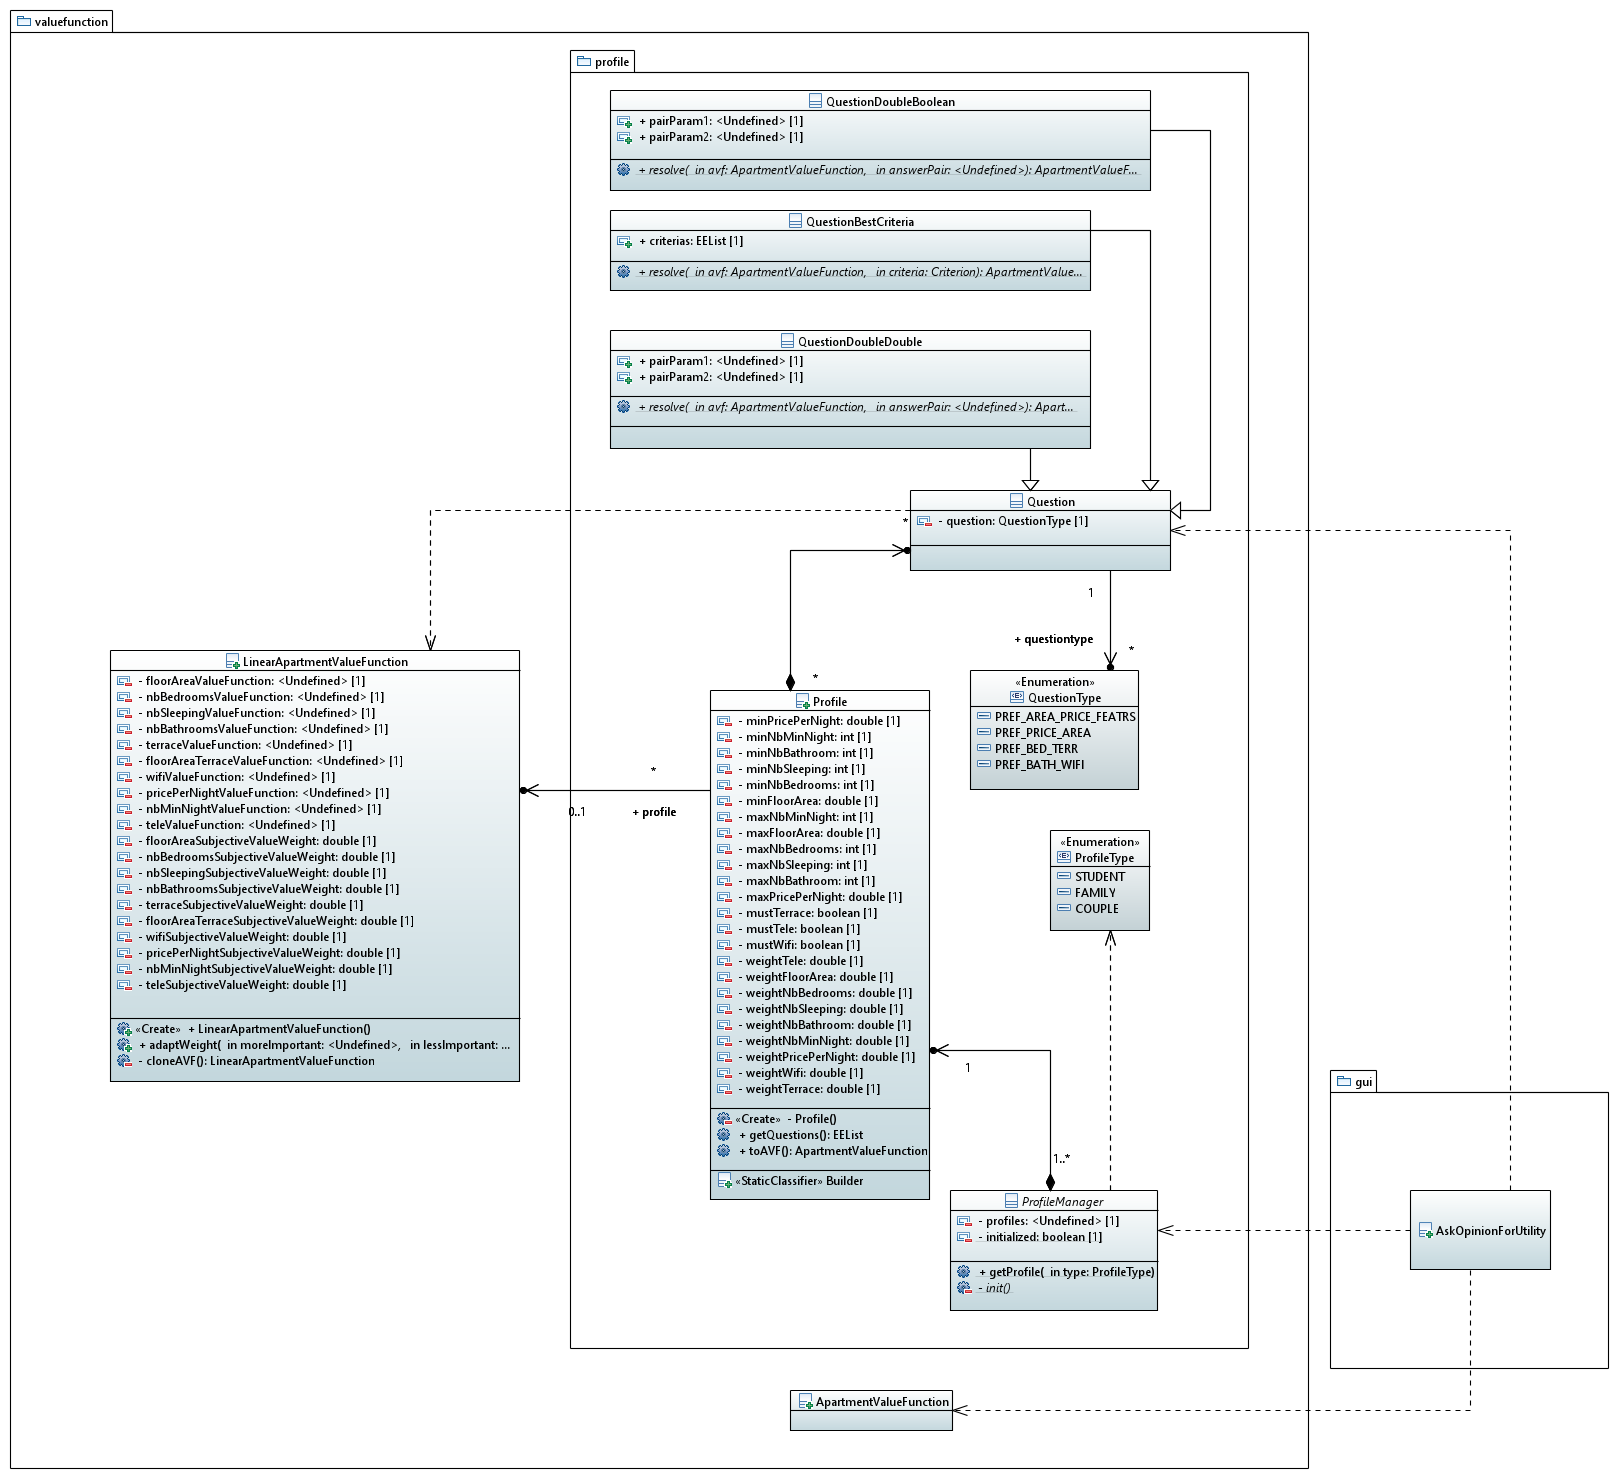 valuefunction
profile
QuestionDoubleBoolean
+ pairParam1: <Undefined> [1]
+ pairParam2: <Undefined> [1]
+ resolve(  in avf: ApartmentValueFunction,   in answerPair: <Undefined>): ApartmentValueF...
QuestionBestCriteria
+ criterias: EEList [1]
+ resolve(  in avf: ApartmentValueFunction,   in criteria: Criterion): ApartmentValue...
QuestionDoubleDouble
+ pairParam1: <Undefined> [1]
+ pairParam2: <Undefined> [1]
+ resolve(  in avf: ApartmentValueFunction,   in answerPair: <Undefined>): Apart...
Question
*
- question: QuestionType [1]
1
+ questiontype
*
«Enumeration»
QuestionType
PREF_AREA_PRICE_FEATRS
PREF_PRICE_AREA
PREF_BED_TERR
PREF_BATH_WIFI
LinearApartmentValueFunction
- floorAreaValueFunction: <Undefined> [1]
- nbBedroomsValueFunction: <Undefined> [1]
- nbSleepingValueFunction: <Undefined> [1]
- nbBathroomsValueFunction: <Undefined> [1]
- terraceValueFunction: <Undefined> [1]
- floorAreaTerraceValueFunction: <Undefined> [1]
- wifiValueFunction: <Undefined> [1]
- pricePerNightValueFunction: <Undefined> [1]
- nbMinNightValueFunction: <Undefined> [1]
- teleValueFunction: <Undefined> [1]
- floorAreaSubjectiveValueWeight: double [1]
- nbBedroomsSubjectiveValueWeight: double [1]
- nbSleepingSubjectiveValueWeight: double [1]
- nbBathroomsSubjectiveValueWeight: double [1]
- terraceSubjectiveValueWeight: double [1]
- floorAreaTerraceSubjectiveValueWeight: double [1]
- wifiSubjectiveValueWeight: double [1]
- pricePerNightSubjectiveValueWeight: double [1]
- nbMinNightSubjectiveValueWeight: double [1]
- teleSubjectiveValueWeight: double [1]
«Create»  + LinearApartmentValueFunction()
+ adaptWeight(  in moreImportant: <Undefined>,   in lessImportant: ...
- cloneAVF(): LinearApartmentValueFunction
*
0..1
+ profile
*
Profile
- minPricePerNight: double [1]
- minNbMinNight: int [1]
- minNbBathroom: int [1]
- minNbSleeping: int [1]
- minNbBedrooms: int [1]
- minFloorArea: double [1]
- maxNbMinNight: int [1]
- maxFloorArea: double [1]
- maxNbBedrooms: int [1]
- maxNbSleeping: int [1]
- maxNbBathroom: int [1]
- maxPricePerNight: double [1]
- mustTerrace: boolean [1]
- mustTele: boolean [1]
- mustWifi: boolean [1]
- weightTele: double [1]
- weightFloorArea: double [1]
- weightNbBedrooms: double [1]
- weightNbSleeping: double [1]
- weightNbBathroom: double [1]
- weightNbMinNight: double [1]
- weightPricePerNight: double [1]
- weightWifi: double [1]
- weightTerrace: double [1]
«Create»  - Profile()
+ getQuestions(): EEList
+ toAVF(): ApartmentValueFunction
«StaticClassifier» Builder
«Enumeration»
ProfileType
STUDENT
FAMILY
COUPLE
1
1..*
ProfileManager
- profiles: <Undefined> [1]
- initialized: boolean [1]
+ getProfile(  in type: ProfileType)
- init()
gui
AskOpinionForUtility
ApartmentValueFunction